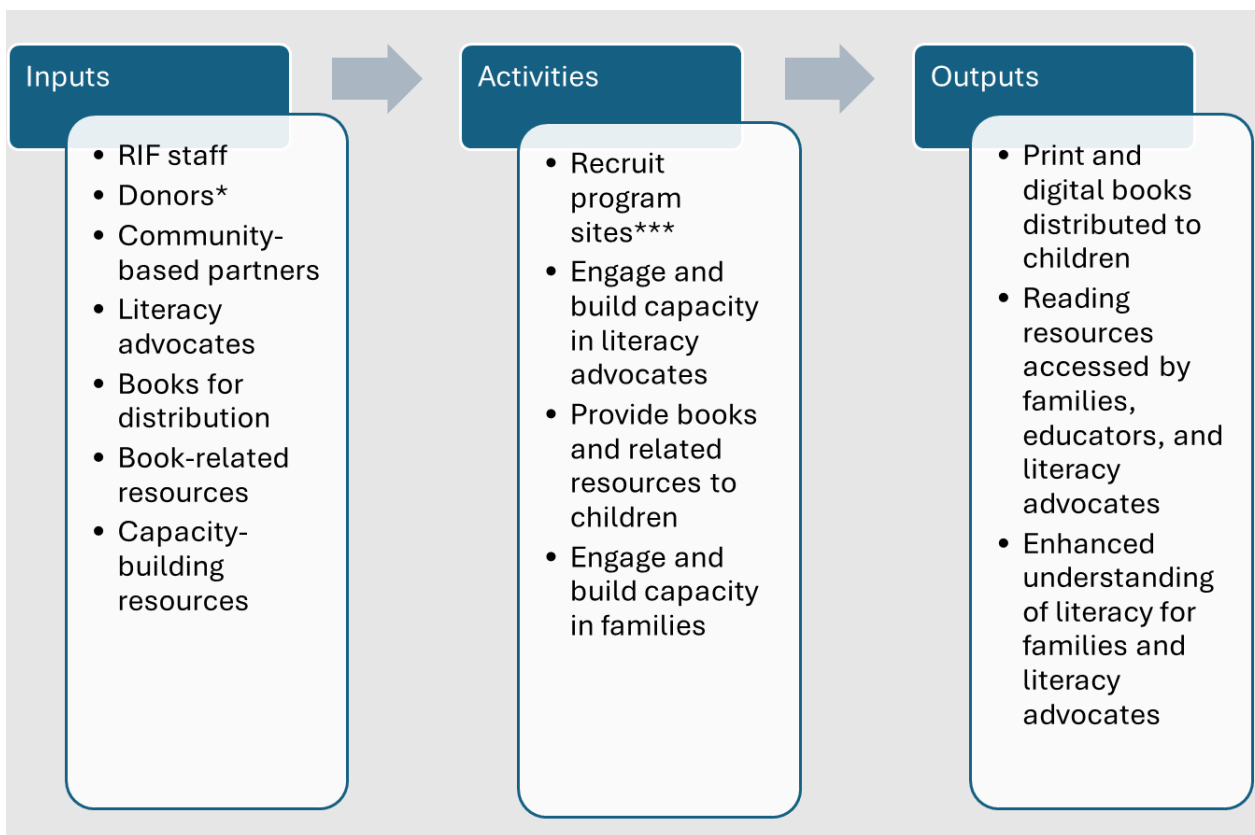 Inputs
• RIF staff
• Donors*
• Community-
based partners
• Literacy
advocates
• Books for
distribution
• Book-related
resources
• Capacity-
building
resources
Activities
• Recruit
program
sites***
• Engage and
build capacity
in literacy
advocates
• Provide books
and related
resources to
children
• Engage and
build capacity
in families
Outputs
• Print and
digital books
distributed to
children
• Reading
resources
accessed by
families,
educators, and
literacy
advocates
• Enhanced
understanding
of literacy for
families and
literacy
advocates